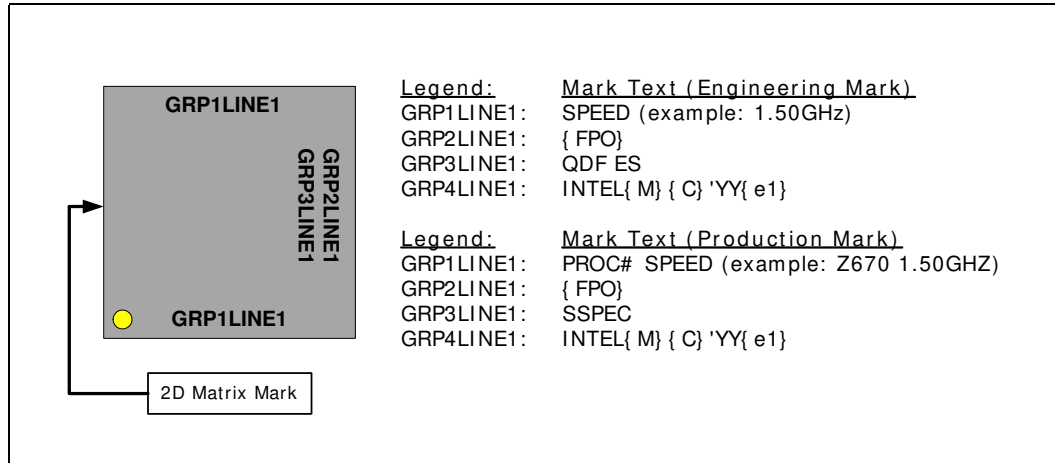 GRP1LINE1
GRP2LINE1
GRP3LINE1
GRP1LINE1
2D Matrix Mark
Legend: Mark Text (Engineering Mark)
GRP1LINE1: SPEED (example: 1.50GHz)
GRP2LINE1: {FPO}
GRP3LINE1: QDF ES
GRP4LINE1: INTEL{M} {C} 'YY{e1}
Legend: Mark Text (Production Mark)
GRP1LINE1: PROC# SPEED (example: Z670 1.50GHZ)
GRP2LINE1: {FPO}
GRP3LINE1: SSPEC
GRP4LINE1: INTEL{M} {C} 'YY{e1}